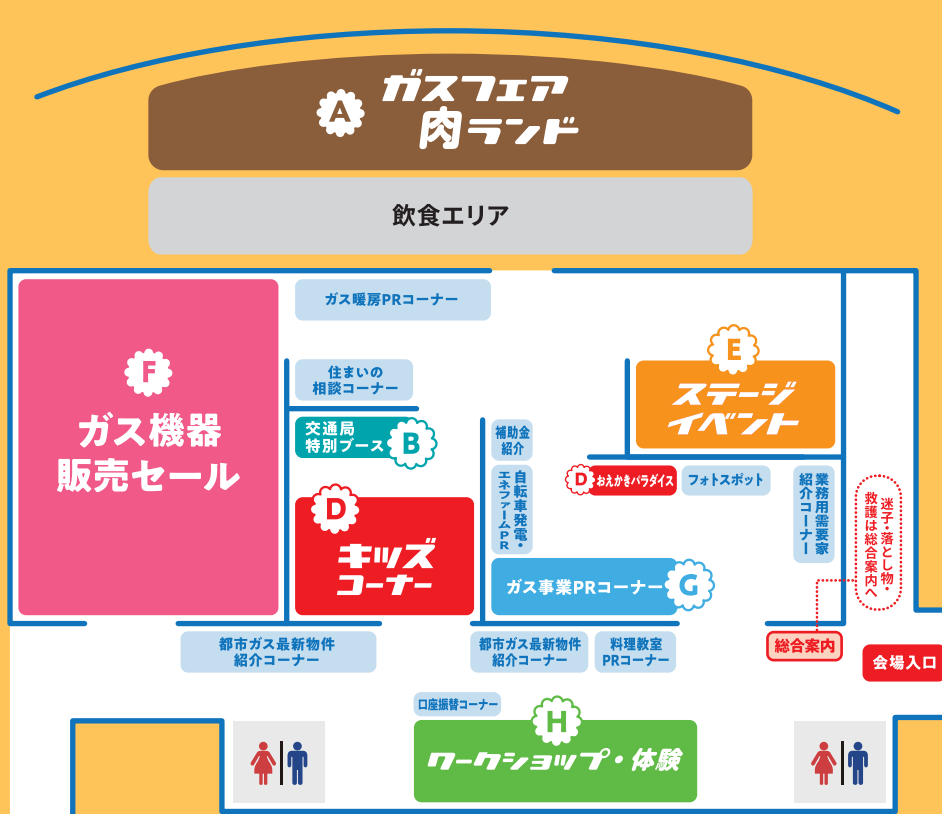 A
ガスフェア
肉ランド
飲食エリア
ガス暖房PRコーナー
F
ガス機器
販売セール
住まいの
相談コーナー
交通局
特別ブース
B
E
ステージ
イベント
補助金
紹介
自転車発電・
エネファームPR
D
おえかきパラダイス
フォトスポット
業務用需要家
紹介コーナー
迷子・落とし物・
救護は総合案内へ
D
キッズ
コーナー
ガス事業PRコーナー
G
都市ガス最新物件
紹介コーナー
都市ガス最新物件
紹介コーナー
料理教室
PRコーナー
総合案内
会場入口
口座振替コーナー
H
ワークショップ・体験